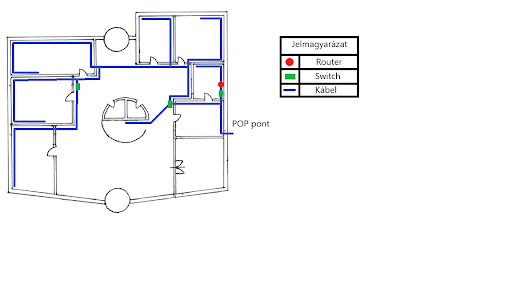 Jelmagyarázat
Router
Switch
Kábel
POP pont